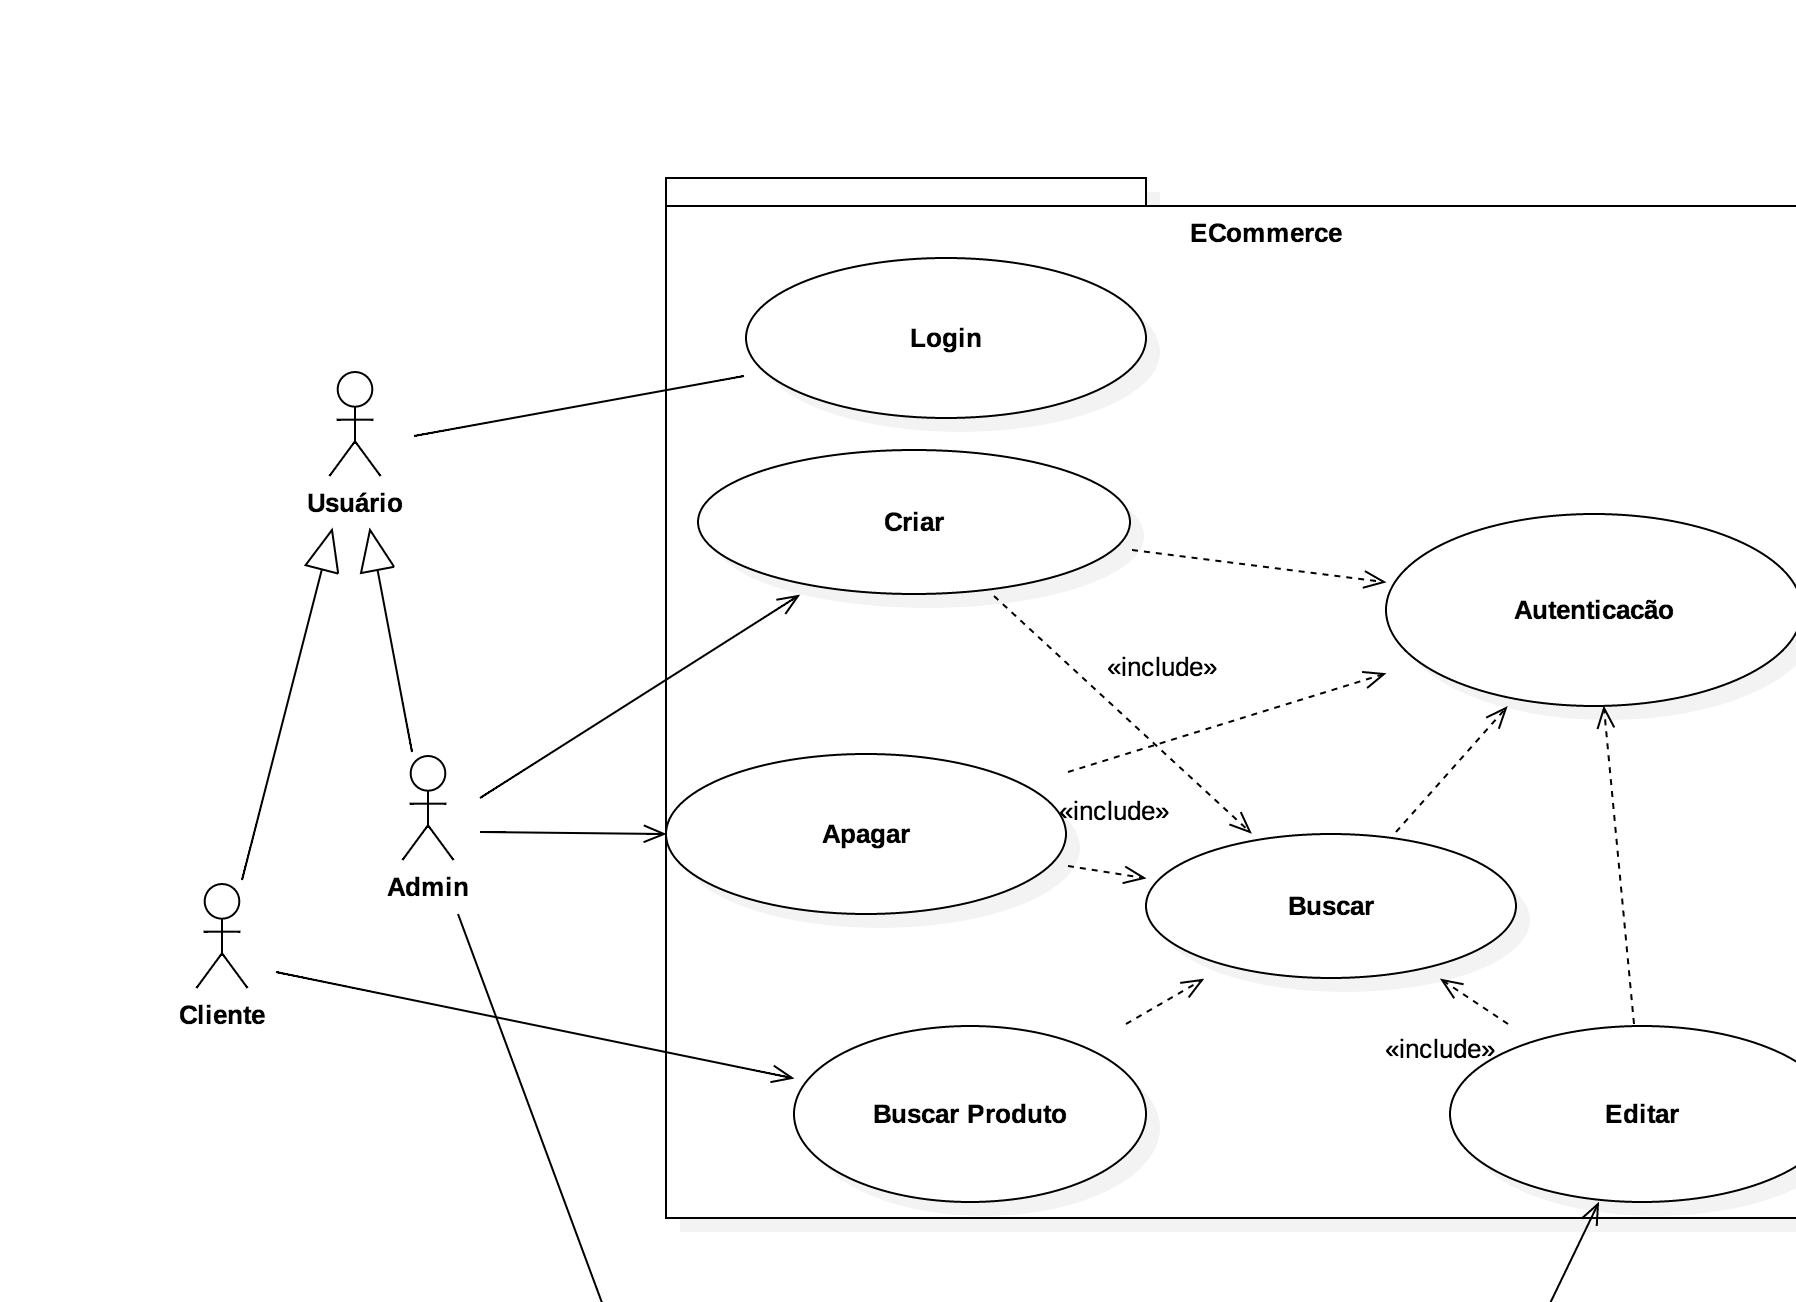 ECommerce
Login
Usuário
Criar
Autenticacão
«include»
«include»
Apagar
Admin
Buscar
Cliente
«include»
Buscar Produto
Editar